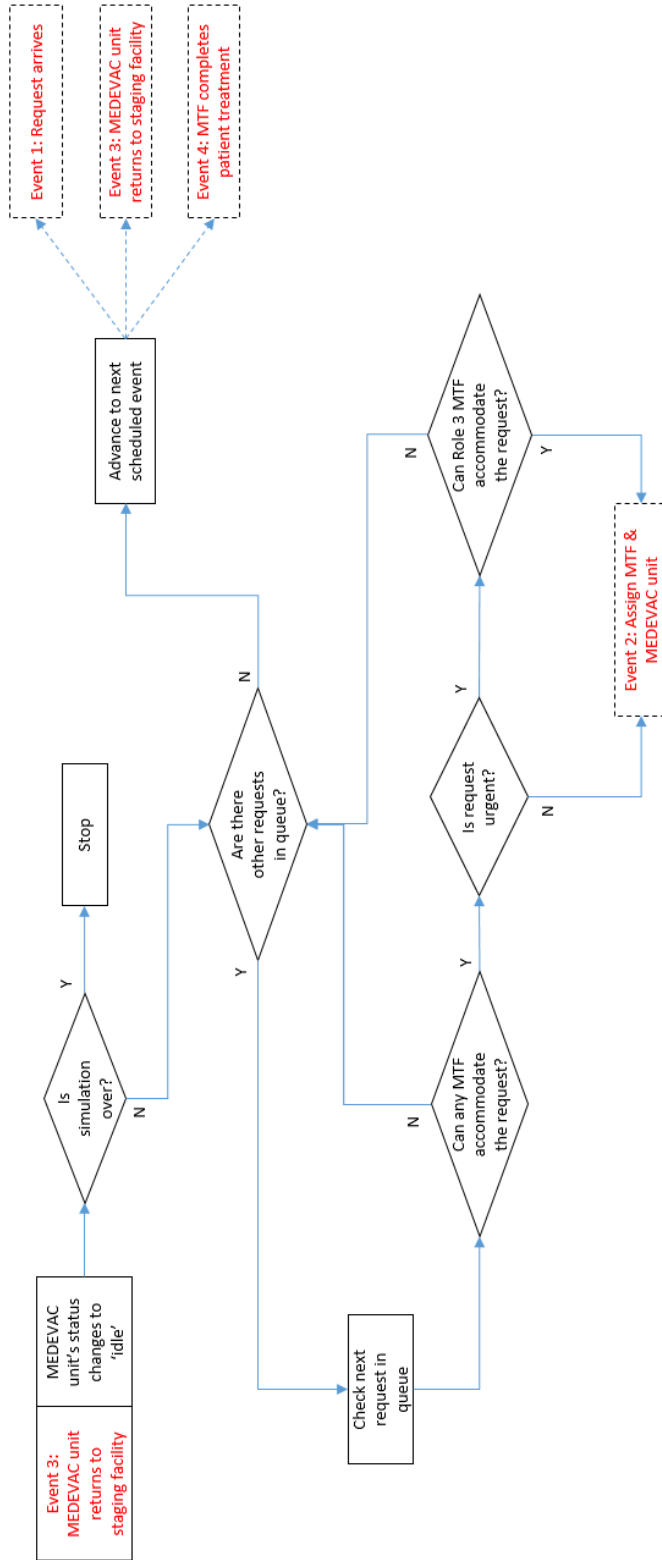 Event 3:
MEDEVAC unit
returns to
staging facility
MEDEVAC
unit's status
changes to
'idle'
Is
simulation
over?
Y
N
Stop
Are there
other requests
in queue?
Y
N
Advance to next
scheduled event
Event 1: Request arrives
Event 3: MEDEVAC unit
returns to staging facility
Event 4: MTF completes
patient treatment
Check next
request in
queue
Can any MTF
accommodate
the request?
N
Y
Is request
urgent?
Y
N
Can Role 3 MTF
accommodate
the request?
N
Y
Event 2: Assign MTF &
MEDEVAC unit